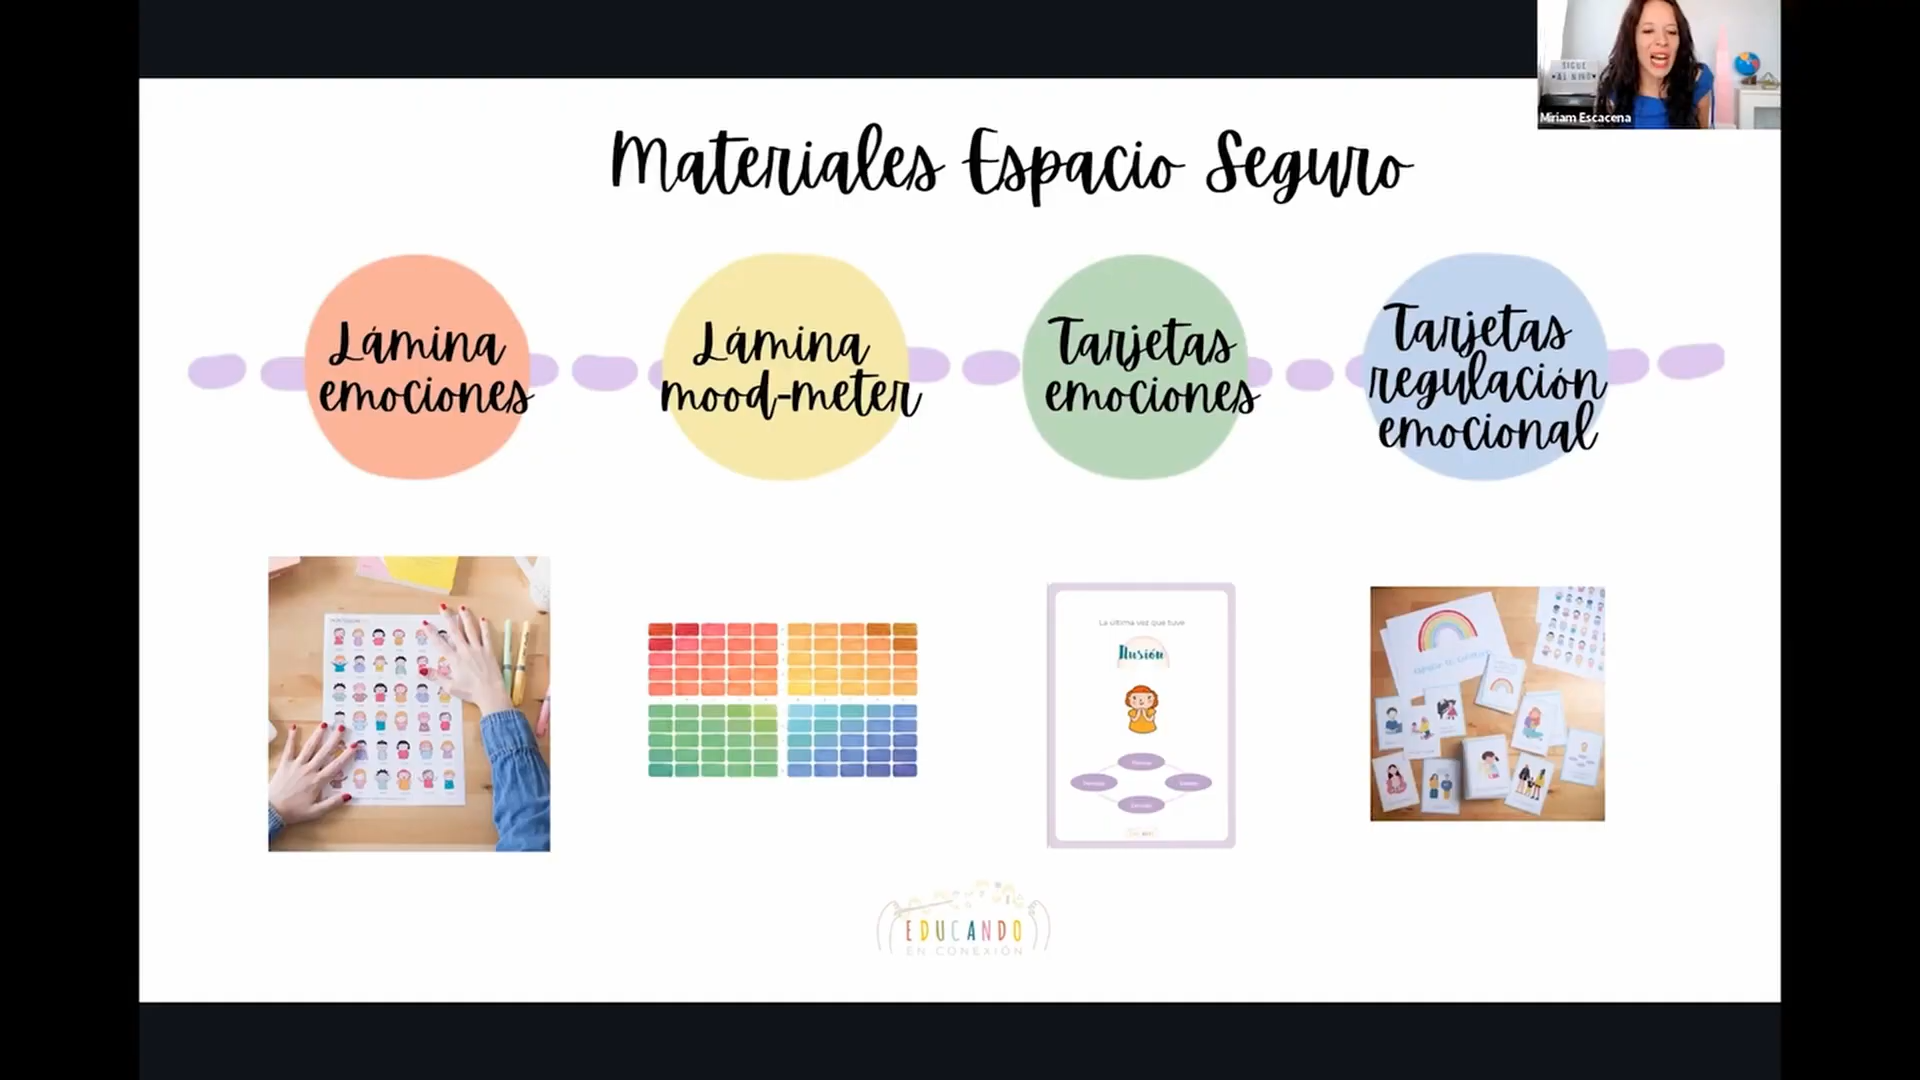 SIGUE
AL NIÑO
Miriam Escacena
Materiales Espacio Seguro
Lámina
emociones
Lámina
mood-meter
Tarjetas
emociones
Tarjetas
regulación
emocional
La última vez que tuve
Ilusión
EDUCANDO
EN CONEXIÓN